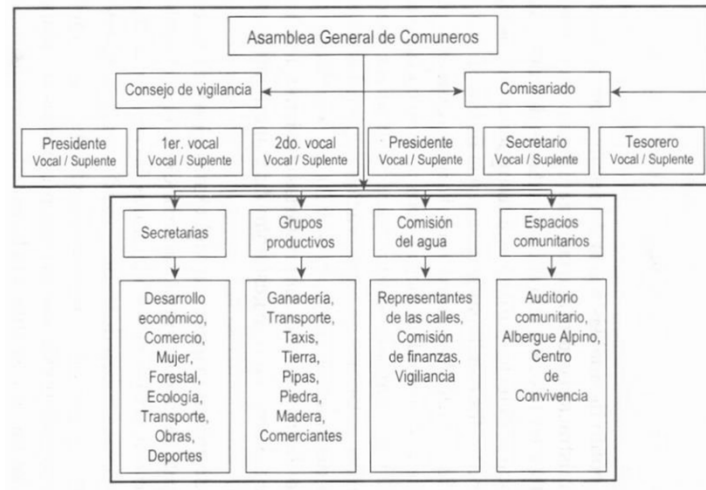 Asamblea General de Comuneros
Consejo de vigilancia
Comisariado
Presidente
Vocal / Suplente
1er. vocal
Vocal / Suplente
2do. vocal
Vocal / Suplente
Presidente
Vocal / Suplente
Secretario
Vocal / Suplente
Tesorero
Vocal / Suplente
Secretarias
Grupos
productivos
Comisión
del agua
Espacios
comunitarios
Desarrollo
económico,
Comercio,
Mujer,
Forestal,
Ecología,
Transporte,
Obras,
Deportes
Ganadería,
Transporte,
Taxis,
Tierra,
Pipas,
Piedra,
Madera,
Comerciantes
Representantes
de las calles,
Comisión
de finanzas,
Vigiliancia
Auditorio
comunitario,
Albergue Alpino,
Centro
de
Convivencia